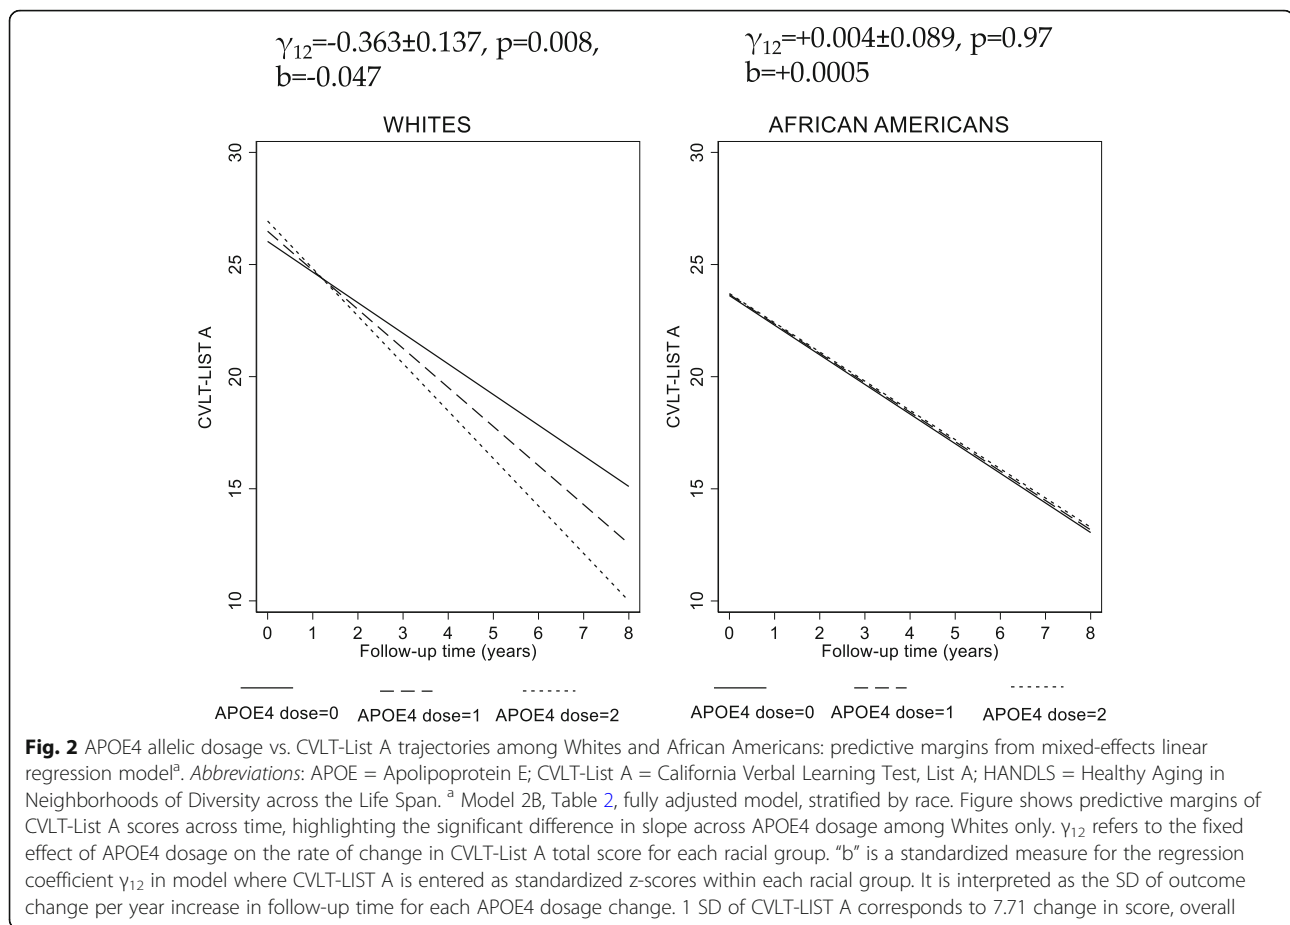 γ12=-0.363±0.137, p=0.008,
b=-0.047
γ12=+0.004±0.089, p=0.97
b=+0.0005
WHITES
30
25
20
15
10
CVLT-LIST A
0 1 2 3 4 5 6 7 8
Follow-up time (years)
APOE4 dose=0 APOE4 dose=1 APOE4 dose=2
AFRICAN AMERICANS
30
25
20
15
10
CVLT-LIST A
0 1 2 3 4 5 6 7 8
Follow-up time (years)
APOE4 dose=0 APOE4 dose=1 APOE4 dose=2
Fig. 2 APOE4 allelic dosage vs. CVLT-List A trajectories among Whites and African Americans: predictive margins from mixed-effects linear
regression modelᵃ. Abbreviations: APOE = Apolipoprotein E; CVLT-List A = California Verbal Learning Test, List A; HANDLS = Healthy Aging in
Neighborhoods of Diversity across the Life Span. ᵃ Model 2B, Table 2, fully adjusted model, stratified by race. Figure shows predictive margins of
CVLT-List A scores across time, highlighting the significant difference in slope across APOE4 dosage among Whites only. γ12 refers to the fixed
effect of APOE4 dosage on the rate of change in CVLT-List A total score for each racial group. “b” is a standardized measure for the regression
coefficient γ12 in model where CVLT-LIST A is entered as standardized z-scores within each racial group. It is interpreted as the SD of outcome
change per year increase in follow-up time for each APOE4 dosage change. 1 SD of CVLT-LIST A corresponds to 7.71 change in score, overall